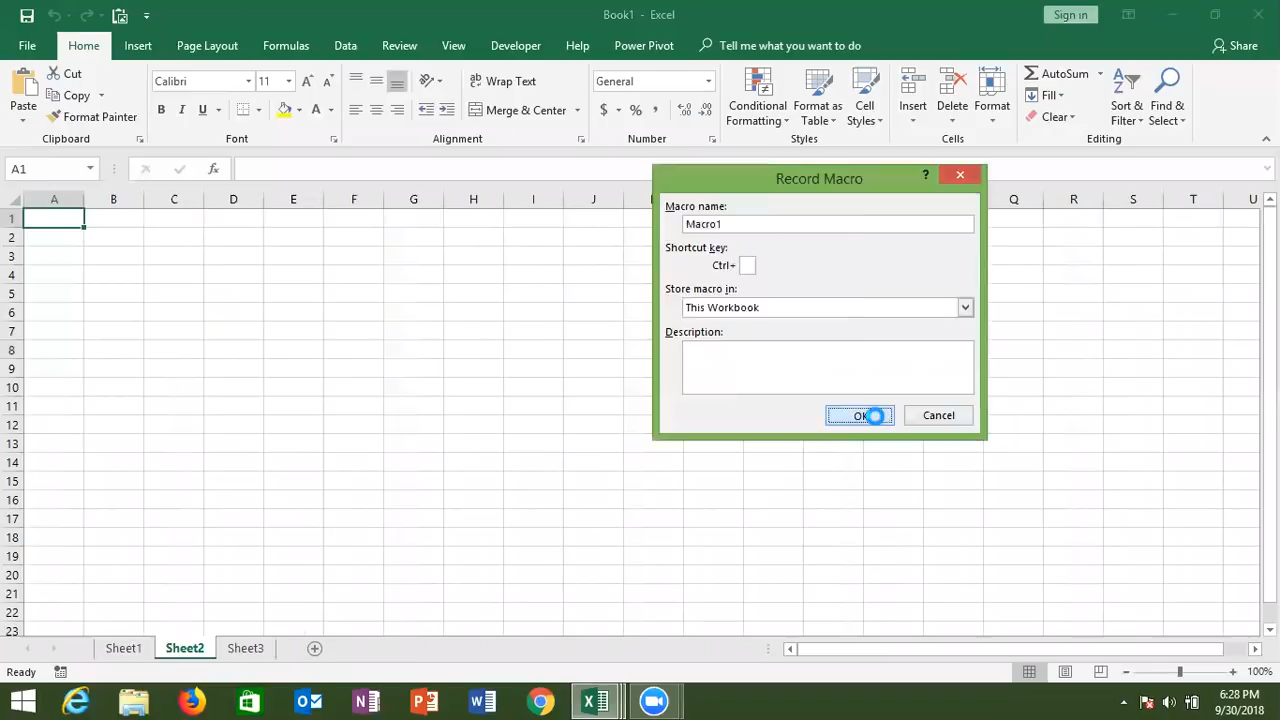 Book1 - Excel
Sign in
File Home Insert Page Layout Formulas Data Review View Developer Help Power Pivot Tell me what you want to do Share
Paste
Cut
Copy
Format Painter
Clipboard
Calibri 11
B I U
Font
Wrap Text
Merge & Center
Alignment
General
$ % ,
Number
Conditional Formatting
Format as Table
Cell Styles
Styles
Insert
Delete
Format
Cells
AutoSum
Fill
Clear
Sort & Filter
Find & Select
Editing
A1
fx
A B C D E F G H I J Q R S T U
1
2
3
4
5
6
7
8
9
10
11
12
13
14
15
16
17
18
19
20
21
22
23
Record Macro
?
Macro name:
Macro1
Shortcut key:
Ctrl+
Store macro in:
This Workbook
Description:
OK Cancel
Sheet1 Sheet2 Sheet3
Ready
100%
6:28 PM
9/30/2018